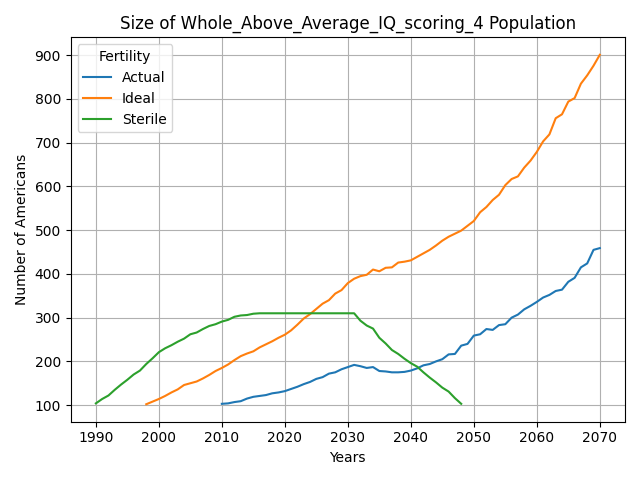 Size of Whole_Above_Average_IQ_scoring_4 Population
Fertility
Actual
Ideal
Sterile
Number of Americans
900
800
700
600
500
400
300
200
100
1990 2000 2010 2020 2030 2040 2050 2060 2070
Years